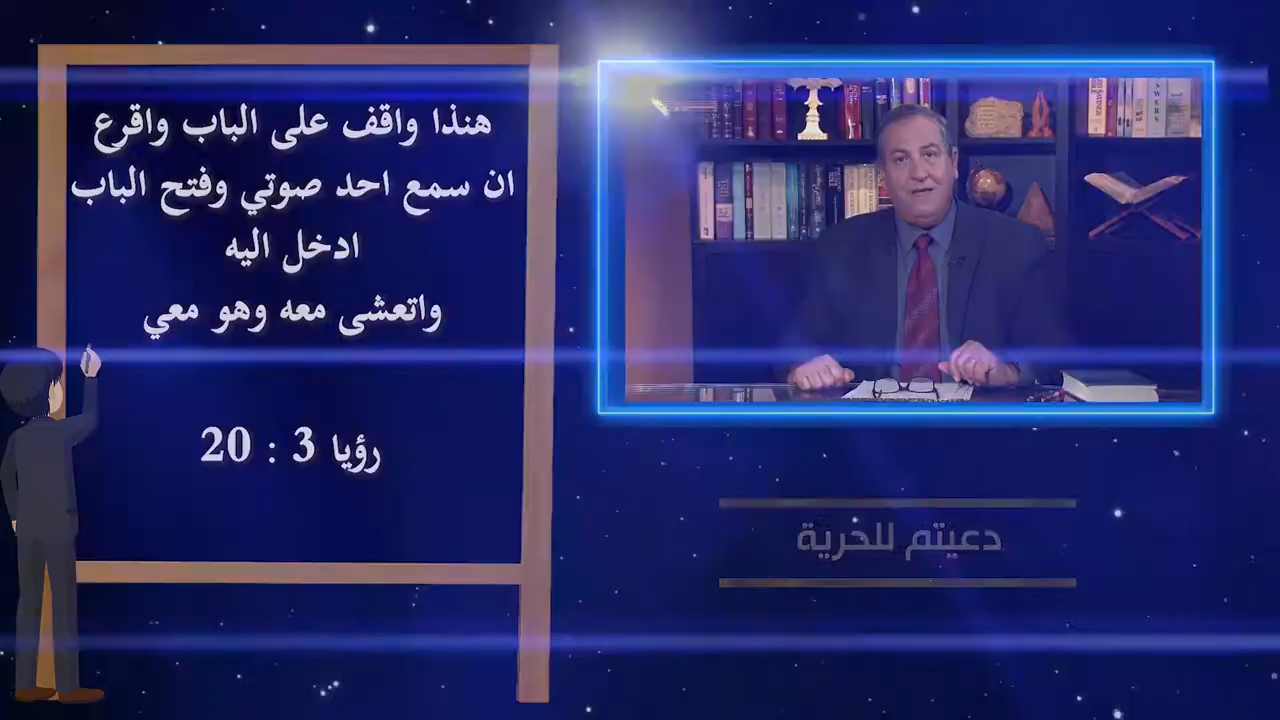 هنذا واقف على الباب واقرع
ان سمع احد صوتي وفتح الباب
ادخل اليه
واتعشى معه وهو معي
رؤيا 3 : 20
دعيتم للحرية